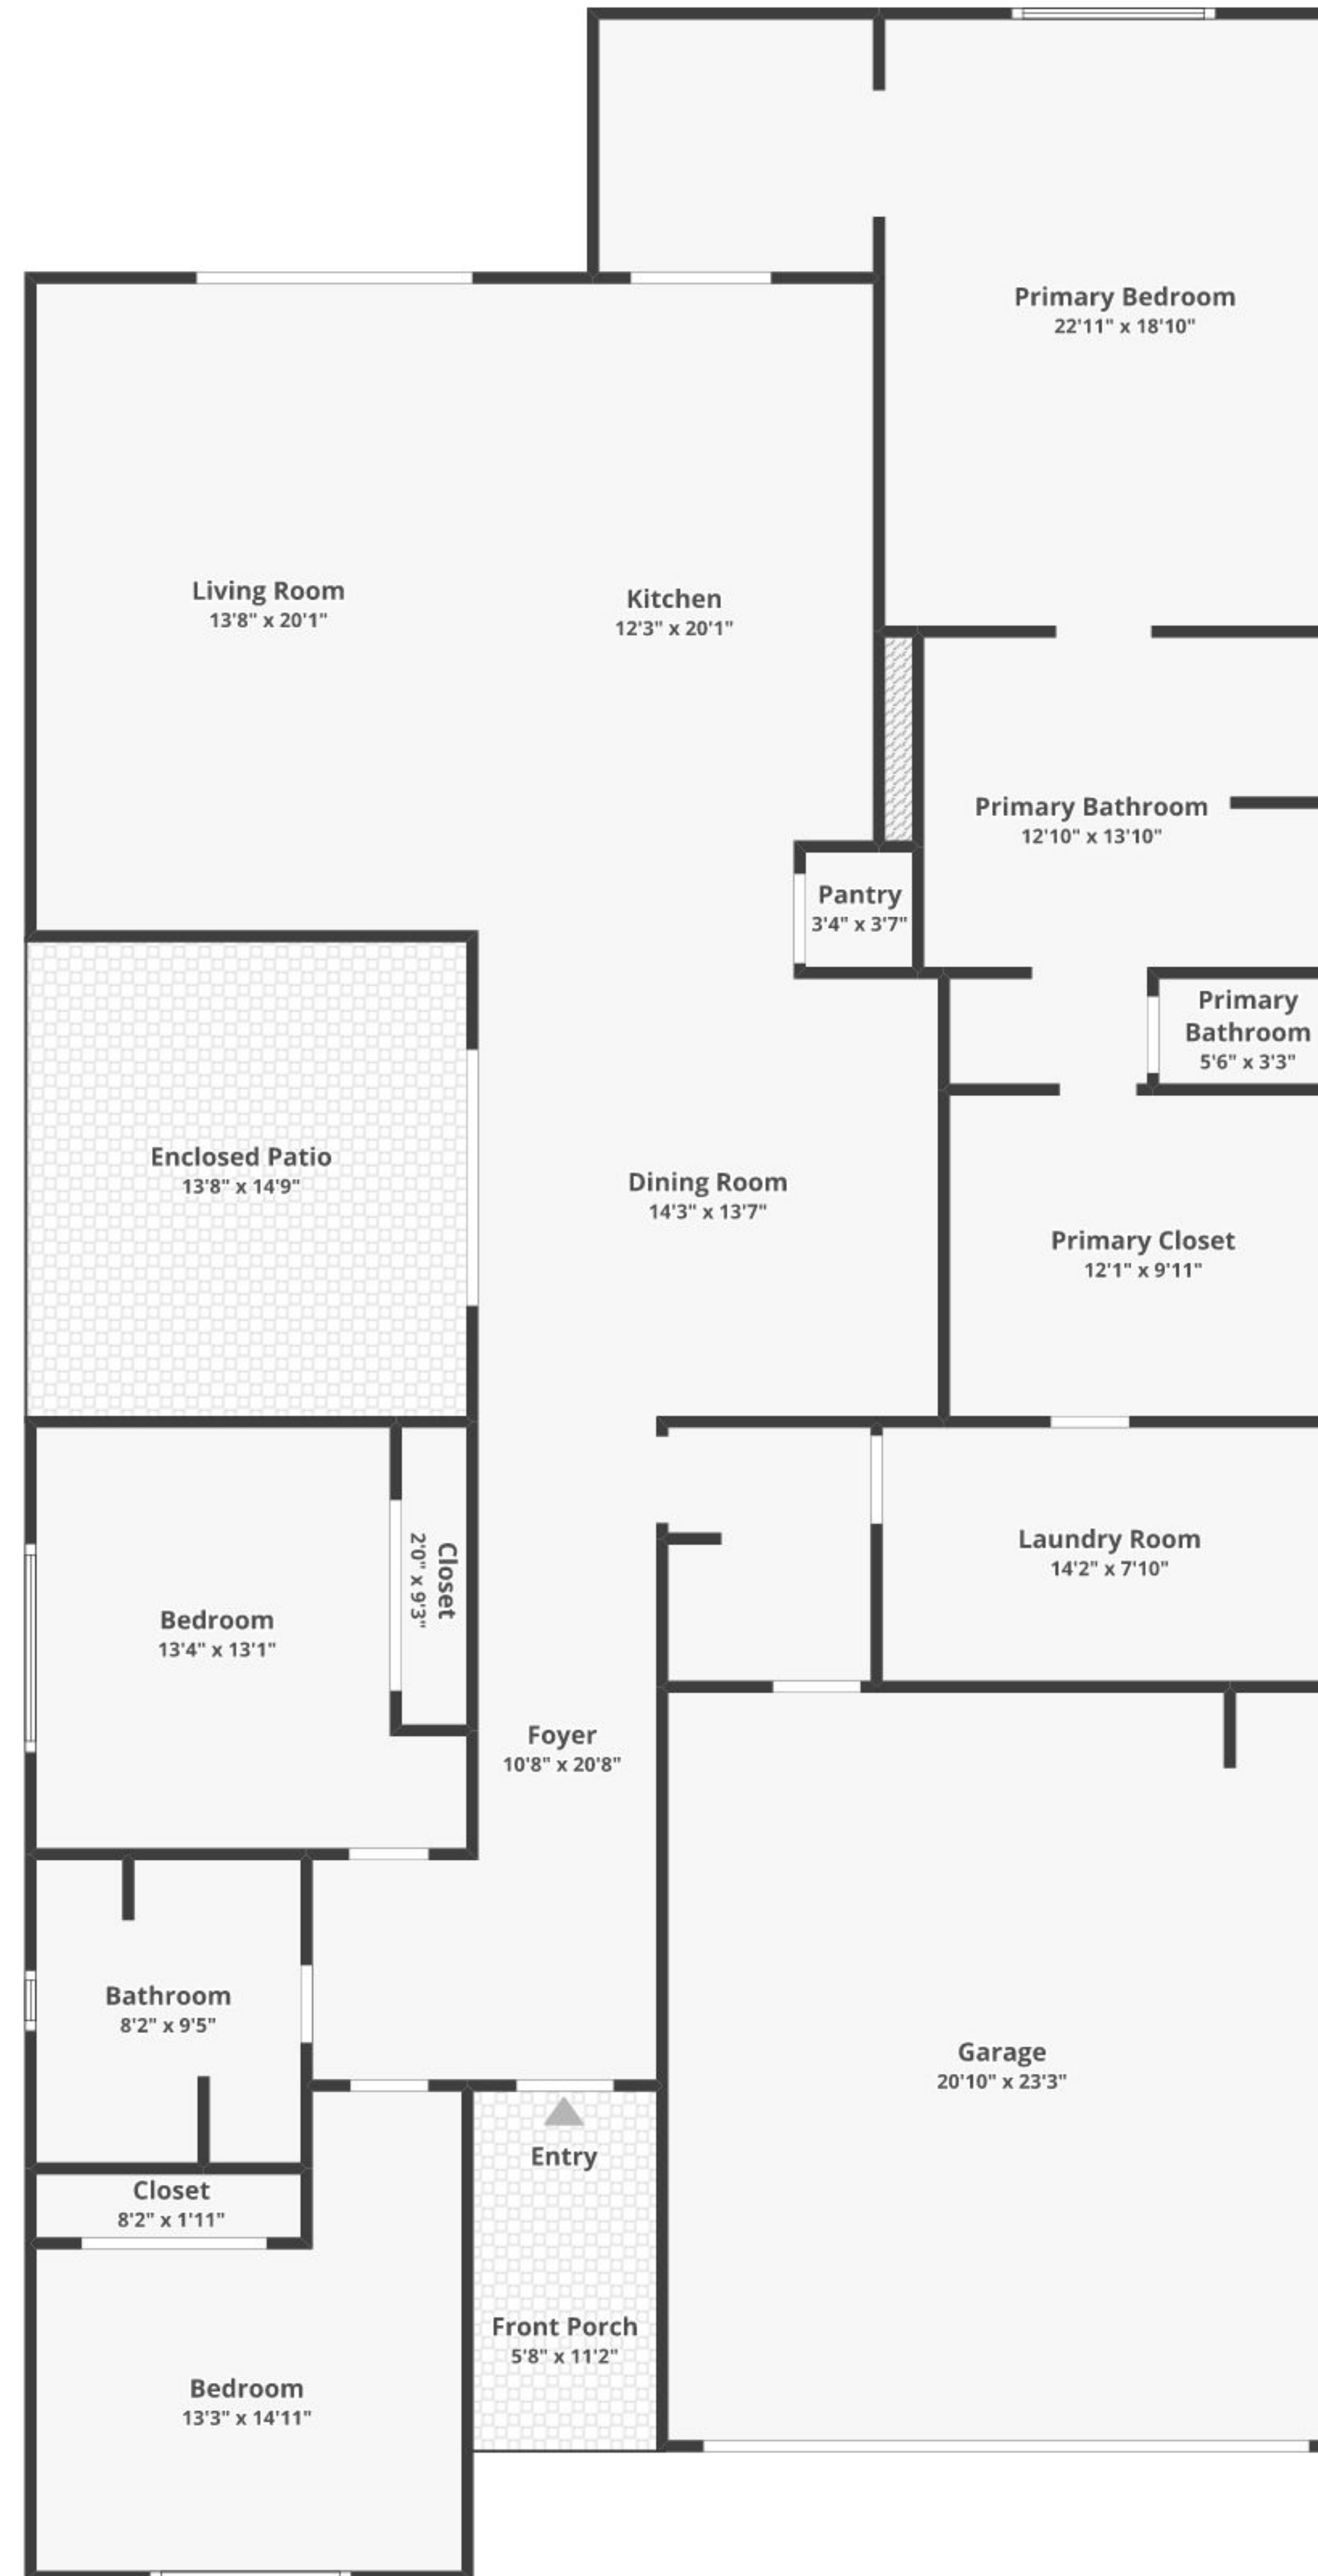 Primary Bedroom
22'11" x 18'10"
Living Room
13'8" x 20'1"
Kitchen
12'3" x 20'1"
Primary Bathroom
12'10" x 13'10"
Pantry
3'4" x 3'7"
Primary
Bathroom
5'6" x 3'3"
Enclosed Patio
13'8" x 14'9"
Dining Room
14'3" x 13'7"
Primary Closet
12'1" x 9'11"
Laundry Room
14'2" x 7'10"
Closet
2'0" x 9'3"
Bedroom
13'4" x 13'1"
Foyer
10'8" x 20'8"
Bathroom
8'2" x 9'5"
Garage
20'10" x 23'3"
Entry
Closet
8'2" x 1'11"
Front Porch
5'8" x 11'2"
Bedroom
13'3" x 14'11"